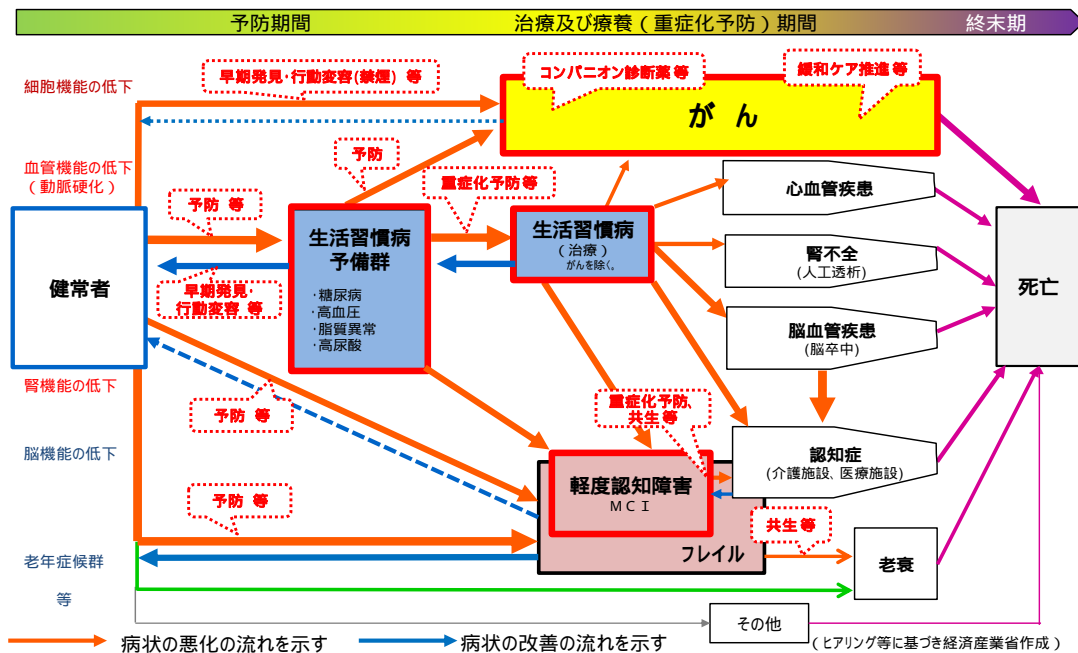 予防期間
治療及び療養(重症化予防)期間
終末期
細胞機能の低下
早期発見・行動変容(禁煙) 等
コンパニオン診断薬 等
緩和ケア推進 等
がん
血管機能の低下
(動脈硬化)
予防
予防 等
重症化予防等
心血管疾患
健常者
生活習慣病
予備群
・糖尿病
・高血圧
・脂質異常
・高尿酸
生活習慣病
(治療)
がんを除く。
腎不全
(人工透析)
死亡
早期発見・
行動変容 等
脳血管疾患
(脳卒中)
腎機能の低下
予防 等
重症化予防、
共生等
脳機能の低下
認知症
(介護施設、医療施設)
軽度認知障害
MCI
予防 等
共生等
フレイル
老年症候群
等
老衰
その他
病状の悪化の流れを示す
病状の改善の流れを示す
(ヒアリング等に基づき経済産業省作成)